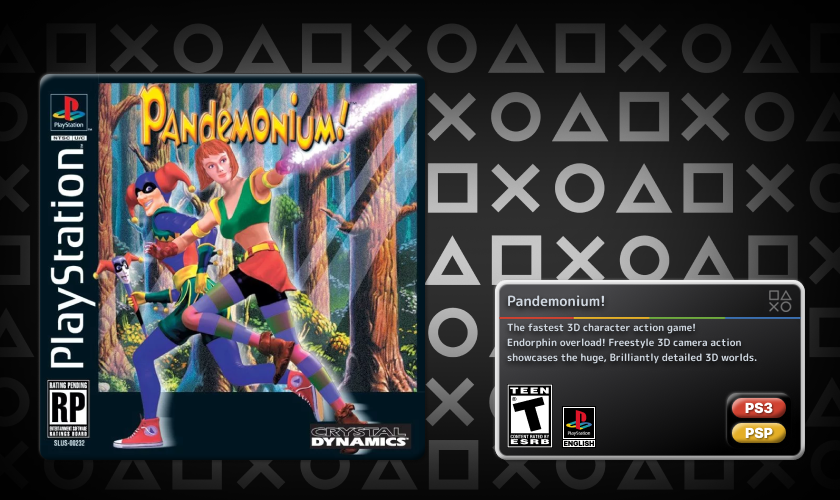 PlayStation
NTSC U/C
PlayStation
PANDEMONIUM!
RATING PENDING
RP
ENTERTAINMENT SOFTWARE
RATINGS BOARD
SLUS-00232
CRYSTAL
DYNAMICS
Pandemonium!
The fastest 3D character action game!
Endorphin overload! Freestyle 3D camera action
showcases the huge, Brilliantly detailed 3D worlds.
TEEN
T
CONTENT RATED BY
ESRB
PlayStation
ENGLISH
PS3
PSP